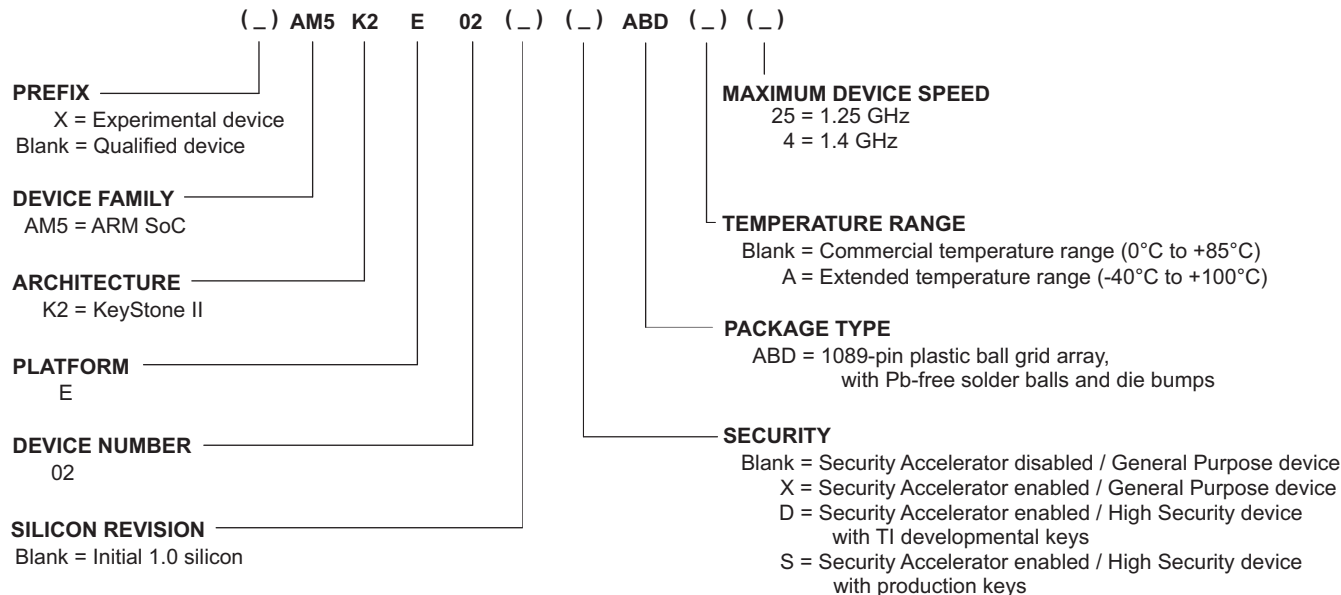 ( _ ) AM5 K2 E 02 ( _ ) ( _ ) ABD ( _ ) ( _ )
PREFIX
X = Experimental device
Blank = Qualified device
DEVICE FAMILY
AM5 = ARM SoC
ARCHITECTURE
K2 = KeyStone II
PLATFORM
E
DEVICE NUMBER
02
SILICON REVISION
Blank = Initial 1.0 silicon
MAXIMUM DEVICE SPEED
25 = 1.25 GHz
4 = 1.4 GHz
TEMPERATURE RANGE
Blank = Commercial temperature range (0°C to +85°C)
A = Extended temperature range (-40°C to +100°C)
PACKAGE TYPE
ABD = 1089-pin plastic ball grid array,
with Pb-free solder balls and die bumps
SECURITY
Blank = Security Accelerator disabled / General Purpose device
X = Security Accelerator enabled / General Purpose device
D = Security Accelerator enabled / High Security device
with TI developmental keys
S = Security Accelerator enabled / High Security device
with production keys